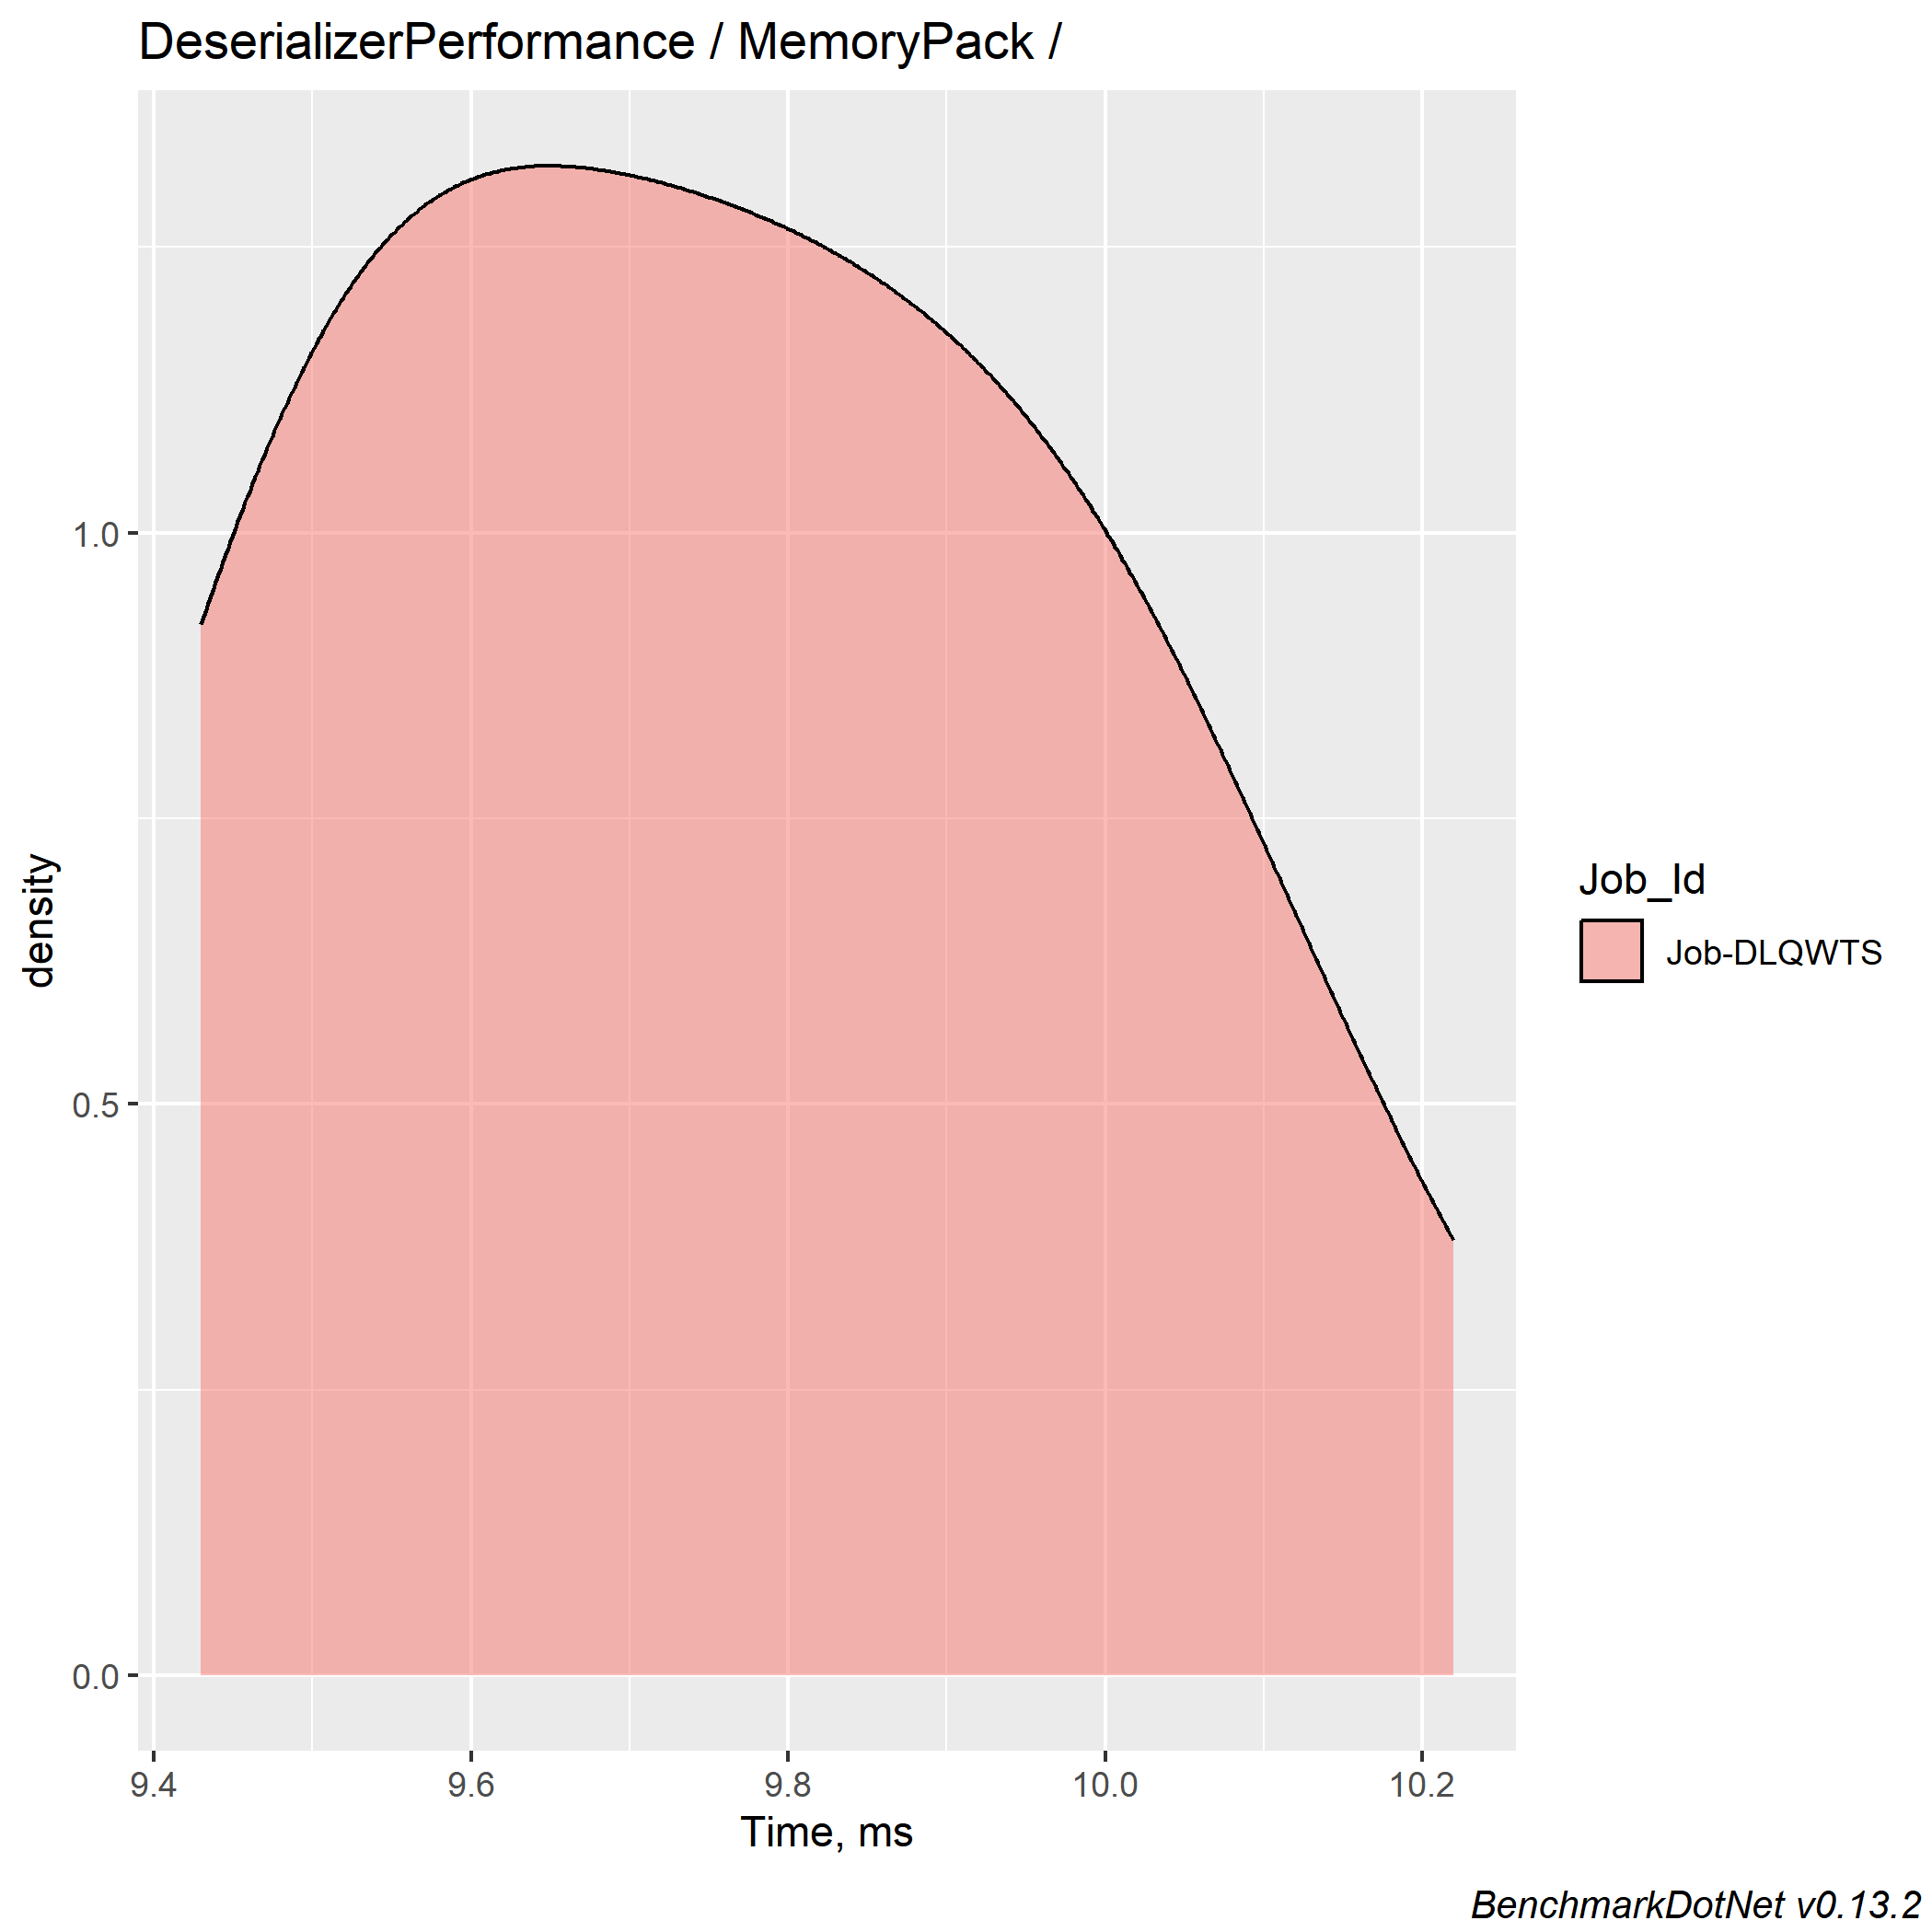 DeserializerPerformance / MemoryPack /
density
1.0
0.5
0.0
Job_Id
Job-DLQWTS
9.4 9.6 9.8 10.0 10.2
Time, ms
BenchmarkDotNet v0.13.2